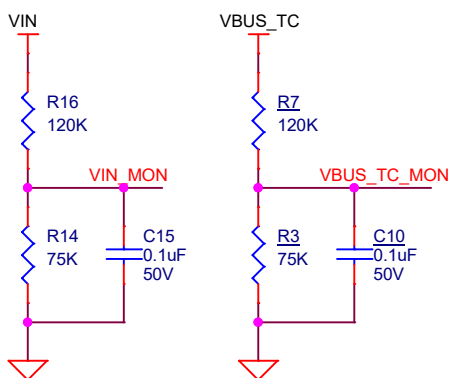 VIN
VBUS_TC
R16
120K
R7
120K
VIN_MON
VBUS_TC_MON
R14
75K
C15
0.1uF
50V
R3
75K
C10
0.1uF
50V